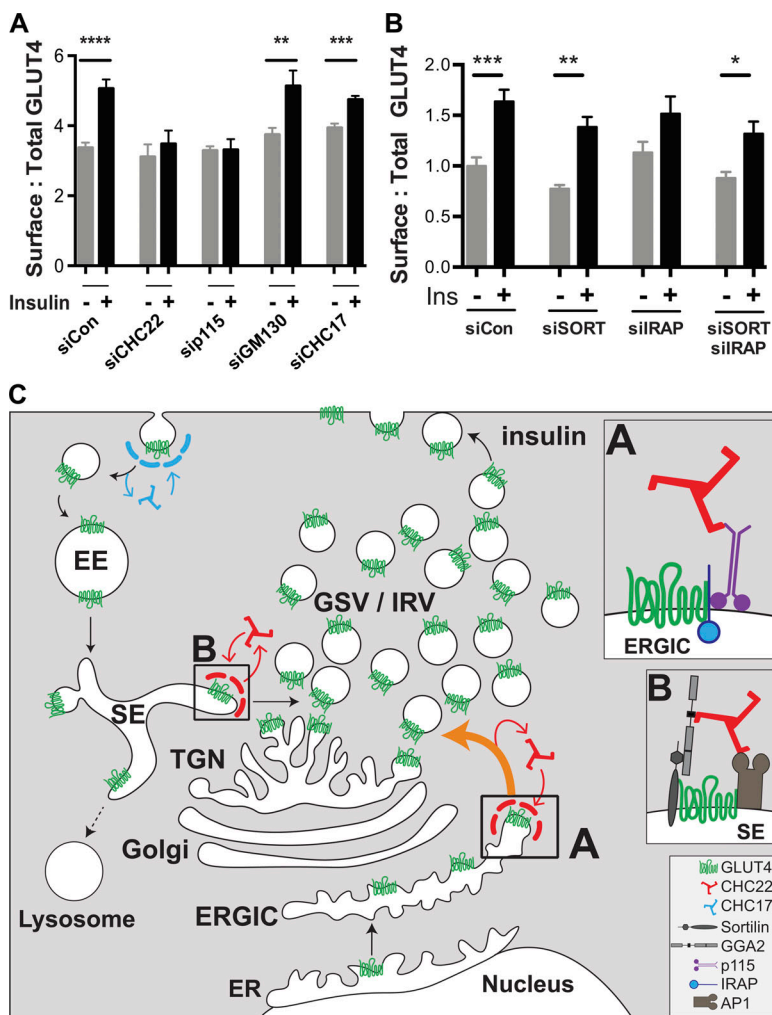 A
Surface : Total GLUT4
6
4
2
0
**** ** ***
Insulin - + - + - + - + - +
siCon siCHC22 sip115 siGM130 siCHC17
B
Surface : Total GLUT4
2.0
1.5
1.0
0.5
0.0
*** ** *
Ins - + - + - + - +
siCon siSORT siIRAP siSORT
siIRAP
C
insulin
EE
GSV / IRV
B
SE
TGN
Golgi
A
Lysosome
ERGIC
ER
Nucleus
A
ERGIC
B
SE
GLUT4
CHC22
CHC17
Sortilin
GGA2
p115
IRAP
AP1